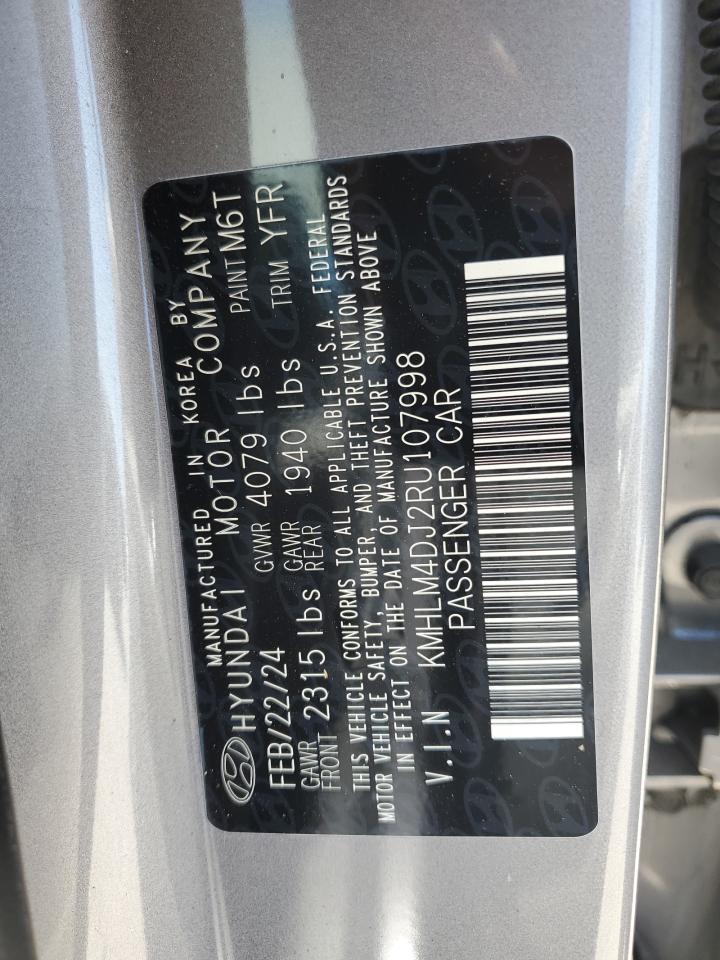 MANUFACTURED IN KOREA BY
HYUNDAI MOTOR COMPANY
FEB/22/24 GVWR 4079 lbs PAINT M6T
GAWR FRONT 2315 lbs GAWR REAR 1940 lbs TRIM YFR
THIS VEHICLE CONFORMS TO ALL APPLICABLE U.S.A. FEDERAL
MOTOR VEHICLE SAFETY, BUMPER, AND THEFT PREVENTION STANDARDS
IN EFFECT ON THE DATE OF MANUFACTURE SHOWN ABOVE
V.I.N KMHLM4DJ2RU107998
PASSENGER CAR